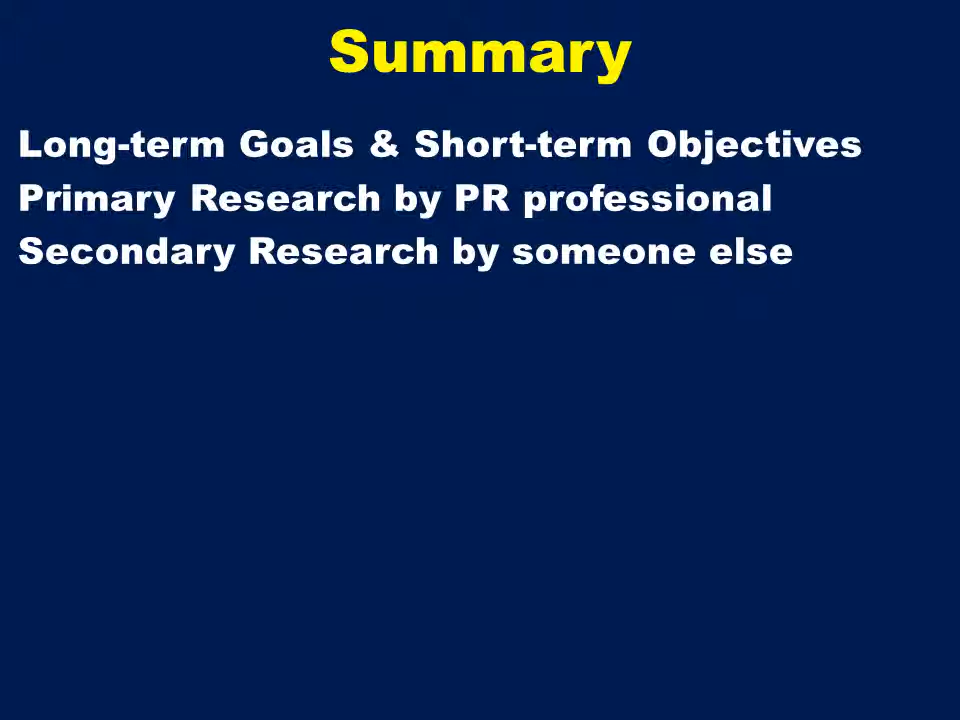 Summary
Long-term Goals & Short-term Objectives
Primary Research by PR professional
Secondary Research by someone else